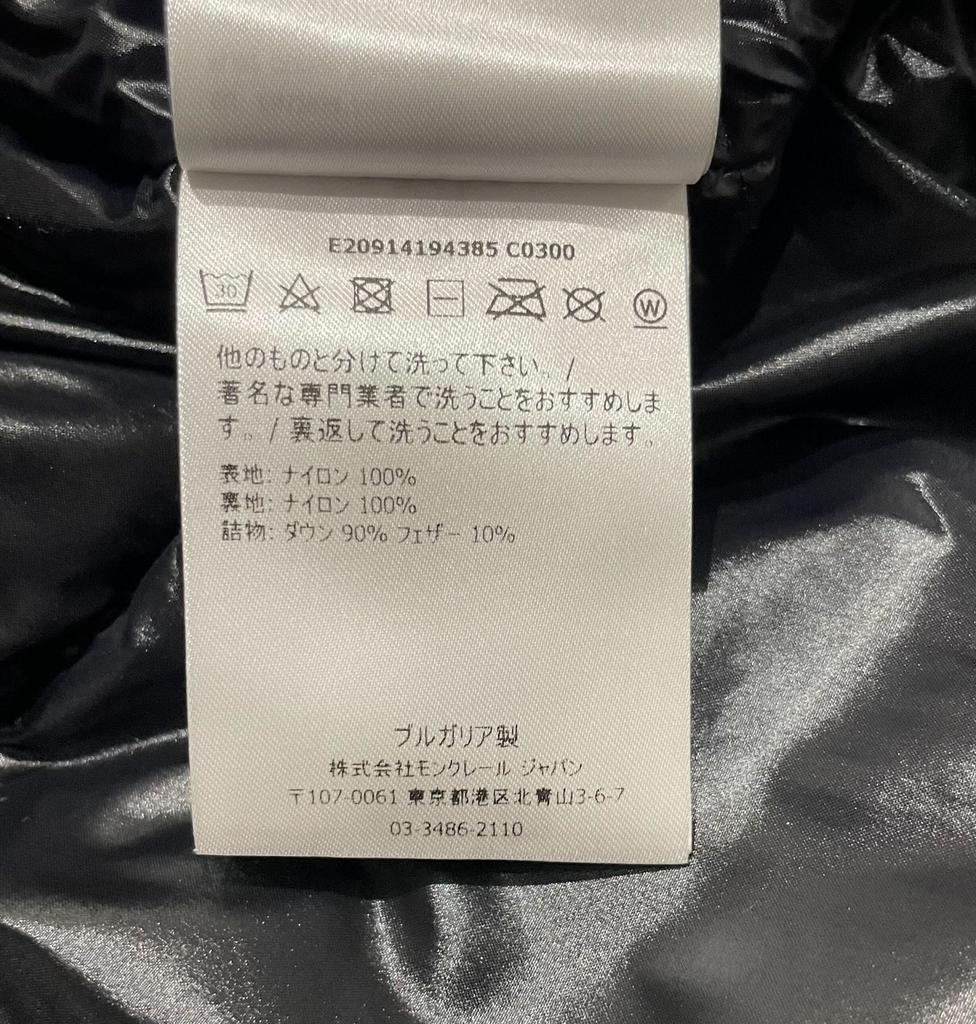 E20914194385 C0300
30
W
他のものと分けて洗って下さい。/
著名な専門業者で洗うことをおすすめしま
す。/ 裏返して洗うことをおすすめします。
表地: ナイロン 100%
裏地: ナイロン 100%
詰物: ダウン 90% フェザー 10%
ブルガリア製
株式会社モンクレール ジャパン
〒107-0061 東京都港区北青山3-6-7
03-3486-2110